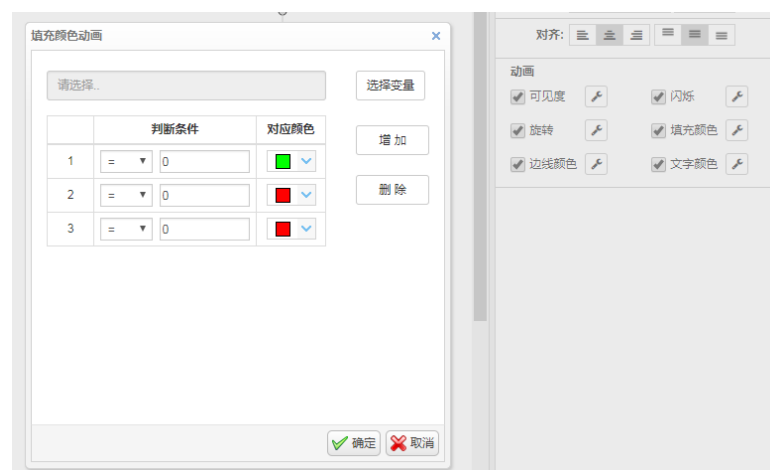 填充颜色动画 ×
请选择.. 选择变量
判断条件 对应颜色
增 加
1 = 0
2 = 0
删 除
3 = 0
确定 取消
对齐:
动画
可见度 闪烁
旋转 填充颜色
边线颜色 文字颜色